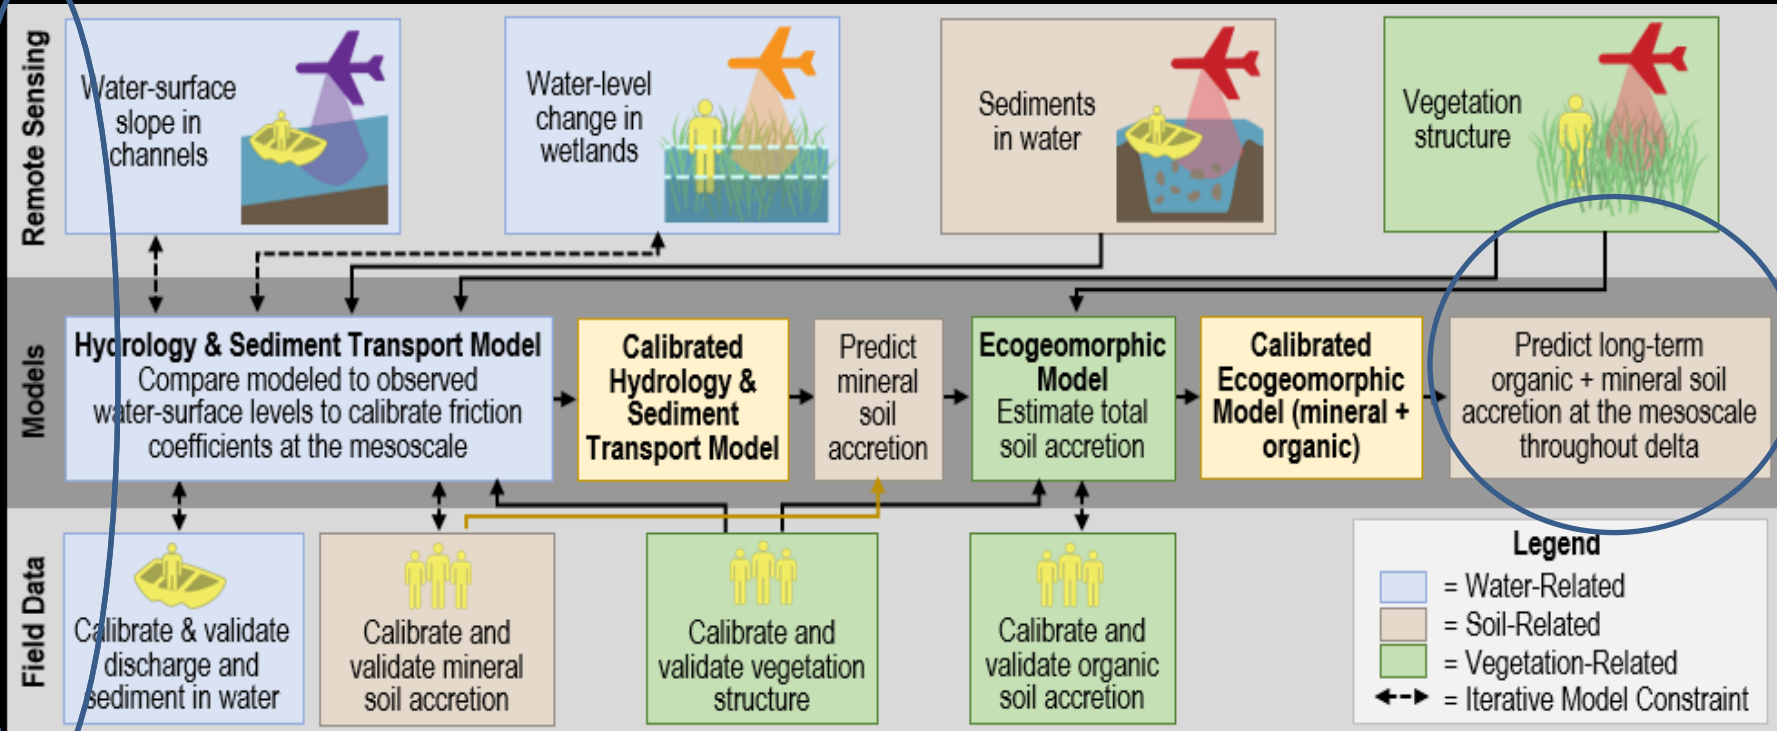 Remote Sensing
Water-surface
slope in
channels
Water-level
change in
wetlands
Sediments
in water
Vegetation
structure
Models
Hydrology & Sediment Transport Model
Compare modeled to observed
water-surface levels to calibrate friction
coefficients at the mesoscale
Calibrated
Hydrology &
Sediment
Transport Model
Predict
mineral
soil
accretion
Ecogeomorphic
Model
Estimate total
soil accretion
Calibrated
Ecogeomorphic
Model (mineral +
organic)
Predict long-term
organic + mineral soil
accretion at the mesoscale
throughout delta
Field Data
Calibrate & validate
discharge and
sediment in water
Calibrate and
validate mineral
soil accretion
Calibrate and
validate vegetation
structure
Calibrate and
validate organic
soil accretion
Legend
= Water-Related
= Soil-Related
= Vegetation-Related
= Iterative Model Constraint